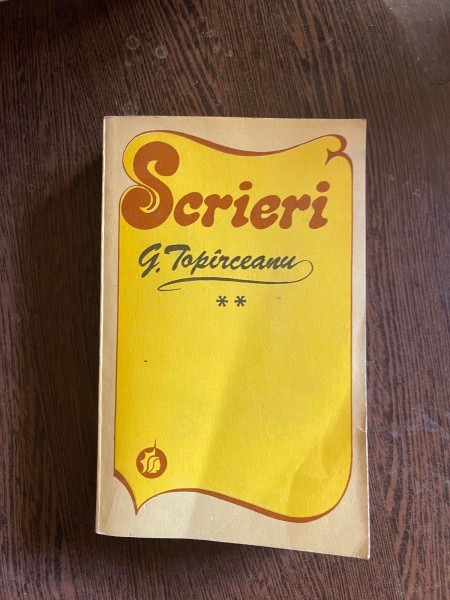 Scrieri
G. Topîrceanu
**